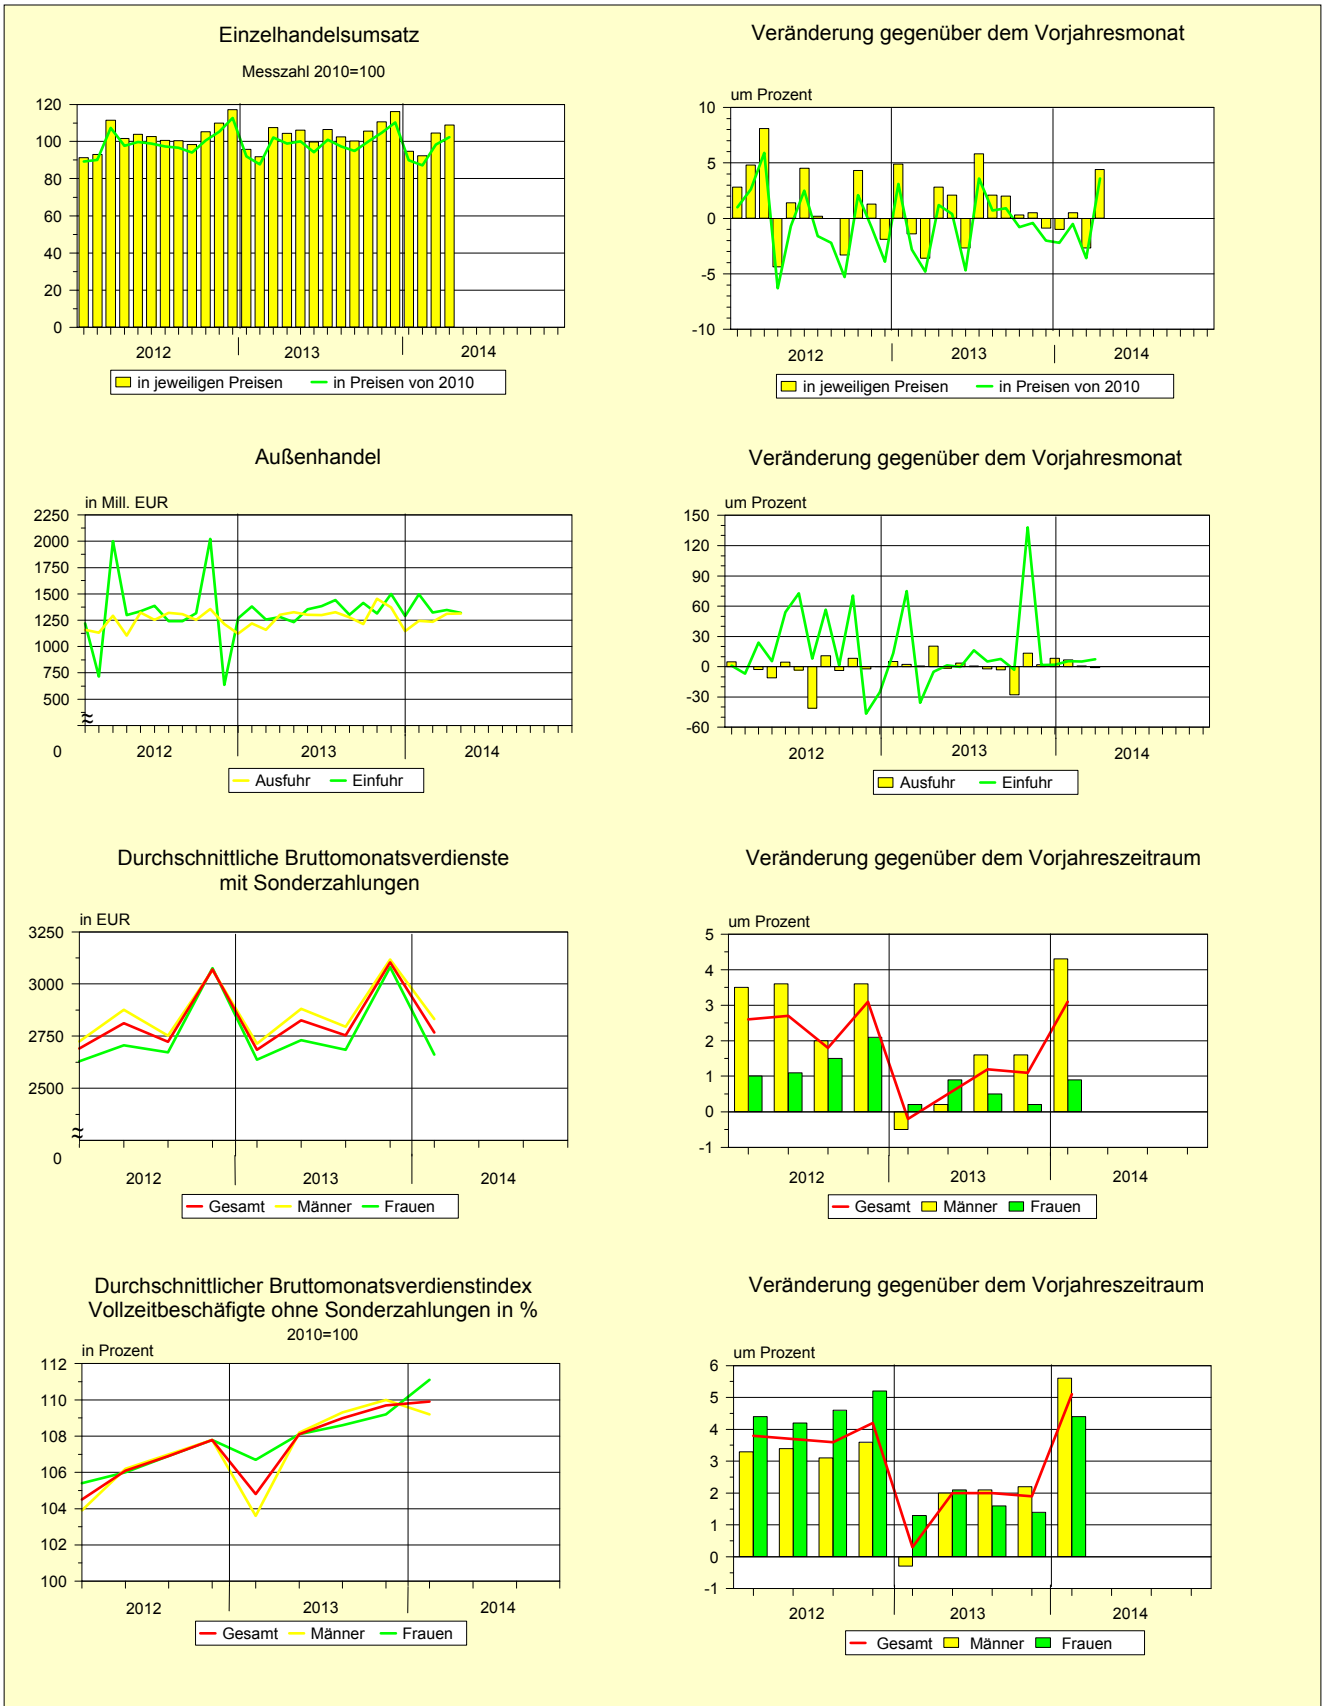 Einzelhandelsumsatz
Messzahl 2010=100
120
100
80
60
40
20
0
2012 2013 2014
in jeweiligen Preisen in Preisen von 2010
Veränderung gegenüber dem Vorjahresmonat
um Prozent
10
5
0
-5
-10
2012 2013 2014
in jeweiligen Preisen in Preisen von 2010
Außenhandel
in Mill. EUR
2250
2000
1750
1500
1250
1000
750
500
≈
0
2012 2013 2014
Ausfuhr Einfuhr
Veränderung gegenüber dem Vorjahresmonat
um Prozent
150
120
90
60
30
0
-30
-60
2012 2013 2014
Ausfuhr Einfuhr
Durchschnittliche Bruttomonatsverdienste
mit Sonderzahlungen
in EUR
3250
3000
2750
2500
≈
0
2012 2013 2014
Gesamt Männer Frauen
Veränderung gegenüber dem Vorjahreszeitraum
um Prozent
5
4
3
2
1
0
-1
2012 2013 2014
Gesamt Männer Frauen
Durchschnittlicher Bruttomonatsverdienstindex
Vollzeitbeschäfigte ohne Sonderzahlungen in %
2010=100
in Prozent
112
110
108
106
104
102
100
2012 2013 2014
Gesamt Männer Frauen
Veränderung gegenüber dem Vorjahreszeitraum
um Prozent
6
5
4
3
2
1
0
-1
2012 2013 2014
Gesamt Männer Frauen